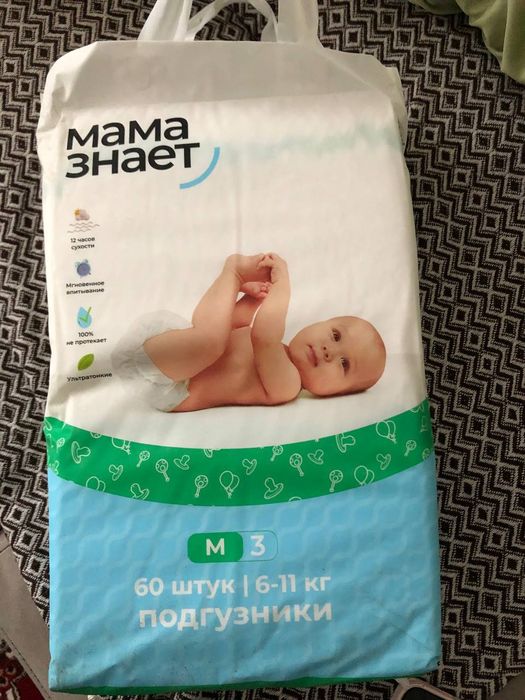 мама
знает
12 часов
сухости
Мгновенное
впитывание
100%
не протекает
Ультратонкие
M 3
60 штук | 6-11 кг
подгузники